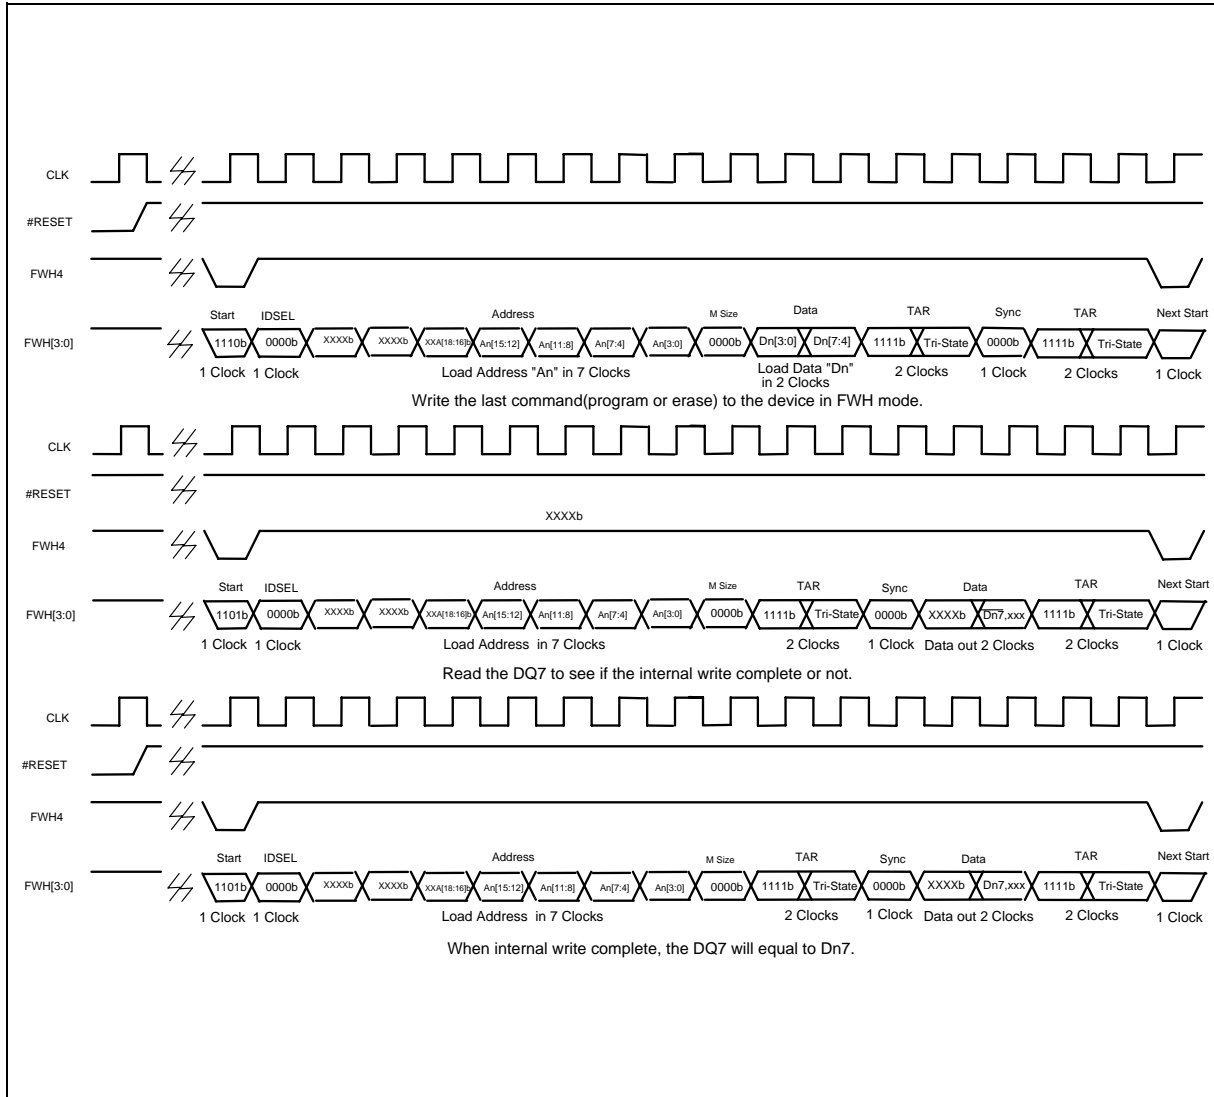 CLK
#RESET
FWH4
Start IDSEL Address M Size Data TAR Sync TAR Next Start
FWH[3:0] 1110b 0000b XXXXb XXXXb XXA[18:16]b An[15:12] An[11:8] An[7:4] An[3:0] 0000b Dn[3:0] Dn[7:4] 1111b Tri-State 0000b 1111b Tri-State
1 Clock 1 Clock Load Address "An" in 7 Clocks Load Data "Dn" 2 Clocks 1 Clock 2 Clocks 1 Clock
in 2 Clocks
Write the last command(program or erase) to the device in FWH mode.
CLK
#RESET
XXXXb
FWH4
Start IDSEL Address M Size TAR Sync Data TAR Next Start
FWH[3:0] 1101b 0000b XXXXb XXXXb XXA[18:16]b An[15:12] An[11:8] An[7:4] An[3:0] 0000b 1111b Tri-State 0000b XXXXb Dn7,xxx 1111b Tri-State
1 Clock 1 Clock Load Address in 7 Clocks 2 Clocks 1 Clock Data out 2 Clocks 2 Clocks 1 Clock
Read the DQ7 to see if the internal write complete or not.
CLK
#RESET
FWH4
Start IDSEL Address M Size TAR Sync Data TAR Next Start
FWH[3:0] 1101b 0000b XXXXb XXXXb XXA[18:16]b An[15:12] An[11:8] An[7:4] An[3:0] 0000b 1111b Tri-State 0000b XXXXb Dn7,xxx 1111b Tri-State
1 Clock 1 Clock Load Address in 7 Clocks 2 Clocks 1 Clock Data out 2 Clocks 2 Clocks 1 Clock
When internal write complete, the DQ7 will equal to Dn7.